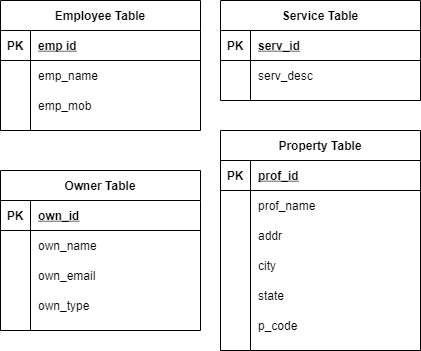 Employee Table
PK emp id
emp_name
emp_mob
Service Table
PK serv_id
serv_desc
Owner Table
PK own_id
own_name
own_email
own_type
Property Table
PK prof_id
prof_name
addr
city
state
p_code